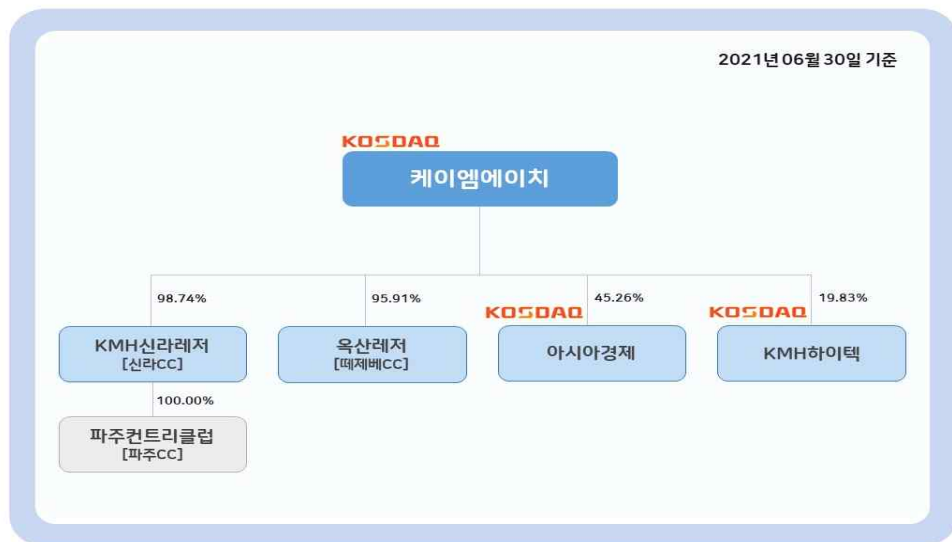 2021년 06월 30일 기준
KOSDAQ
케이엠에이치
98.74%
95.91%
45.26%
19.83%
KOSDAQ
KOSDAQ
KMH신라레저
[신라CC]
옥산레저
[떼제베CC]
아시아경제
KMH하이텍
100.00%
파주컨트리클럽
[파주CC]